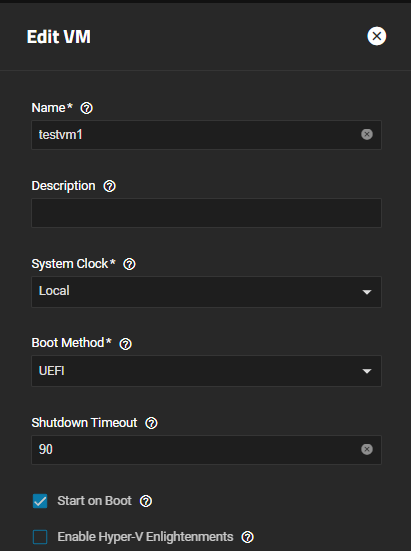 Edit VM
Name*
testvm1
Description
System Clock*
Local
Boot Method*
UEFI
Shutdown Timeout
90
Start on Boot
Enable Hyper-V Enlightenments